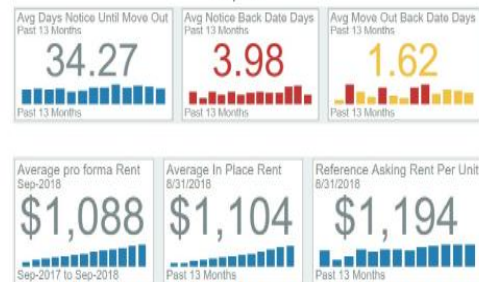 Avg Days Notice Until Move Out
Past 13 Months
34.27
Past 13 Months
Avg Notice Back Date Days
Past 13 Months
3.98
Past 13 Months
Avg Move Out Back Date Days
Past 13 Months
1.62
Past 13 Months
Average pro forma Rent
Sep-2018
$1,088
Sep-2017 to Sep-2018
Average In Place Rent
8/31/2018
$1,104
Past 13 Months
Reference Asking Rent Per Unit
8/31/2018
$1,194
Past 13 Months